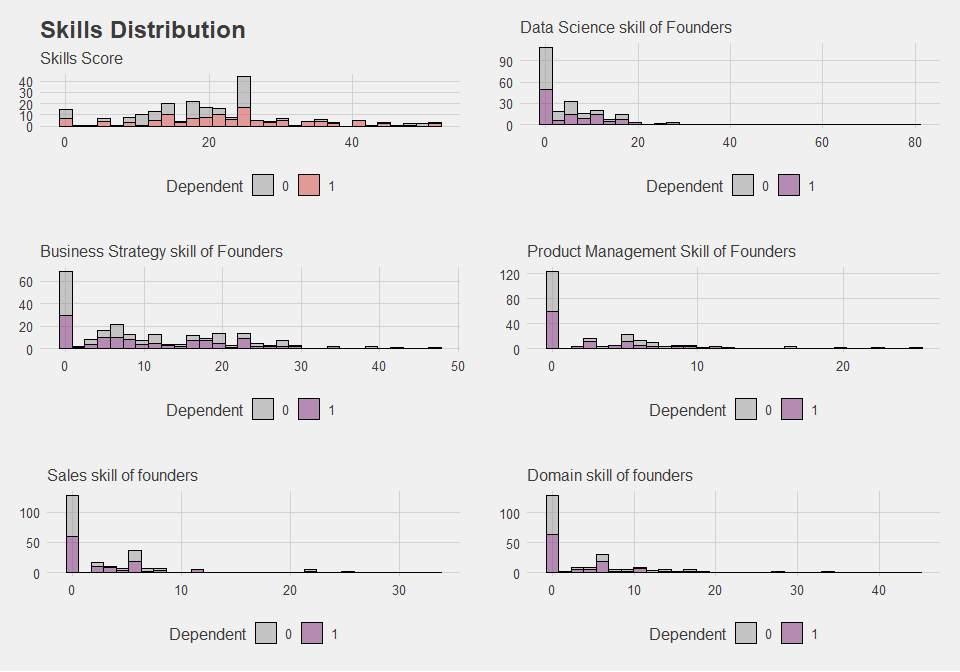 Skills Distribution
Skills Score
40
30
20
10
0
0 20 40
Dependent 0 1
Data Science skill of Founders
90
60
30
0
0 20 40 60 80
Dependent 0 1
Business Strategy skill of Founders
60
40
20
0
0 10 20 30 40 50
Dependent 0 1
Product Management Skill of Founders
120
80
40
0
0 10 20
Dependent 0 1
Sales skill of founders
100
50
0
0 10 20 30
Dependent 0 1
Domain skill of founders
100
50
0
0 10 20 30 40
Dependent 0 1